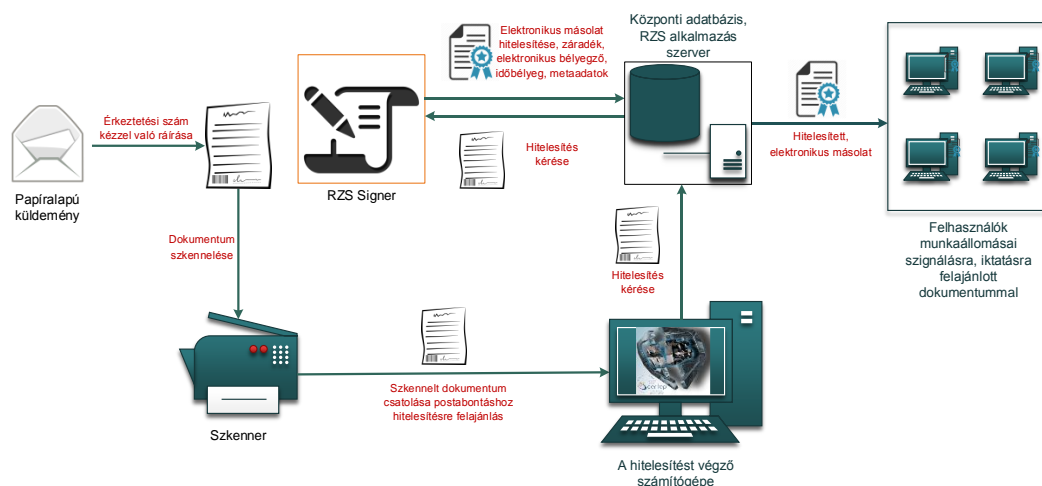 Elektronikus másolat
hitelesítése, záradék,
elektronikus bélyegző,
időbélyeg, metaadatok
Központi adatbázis,
RZS alkalmazás
szerver
Érkeztetési szám
kézzel való ráírása
Hitelesítés
kérése
Hitelesített,
elektronikus másolat
Papíralapú
küldemény
RZS Signer
Dokumentum
szkennelése
Hitelesítés
kérése
Felhasználók
munkaállomásai
szignálásra, iktatásra
felajánlott
dokumentummal
Szkennelt dokumentum
csatolása postabontáshoz
hitelesítésre felajánlás
Szkenner
A hitelesítést végző
számítógépe